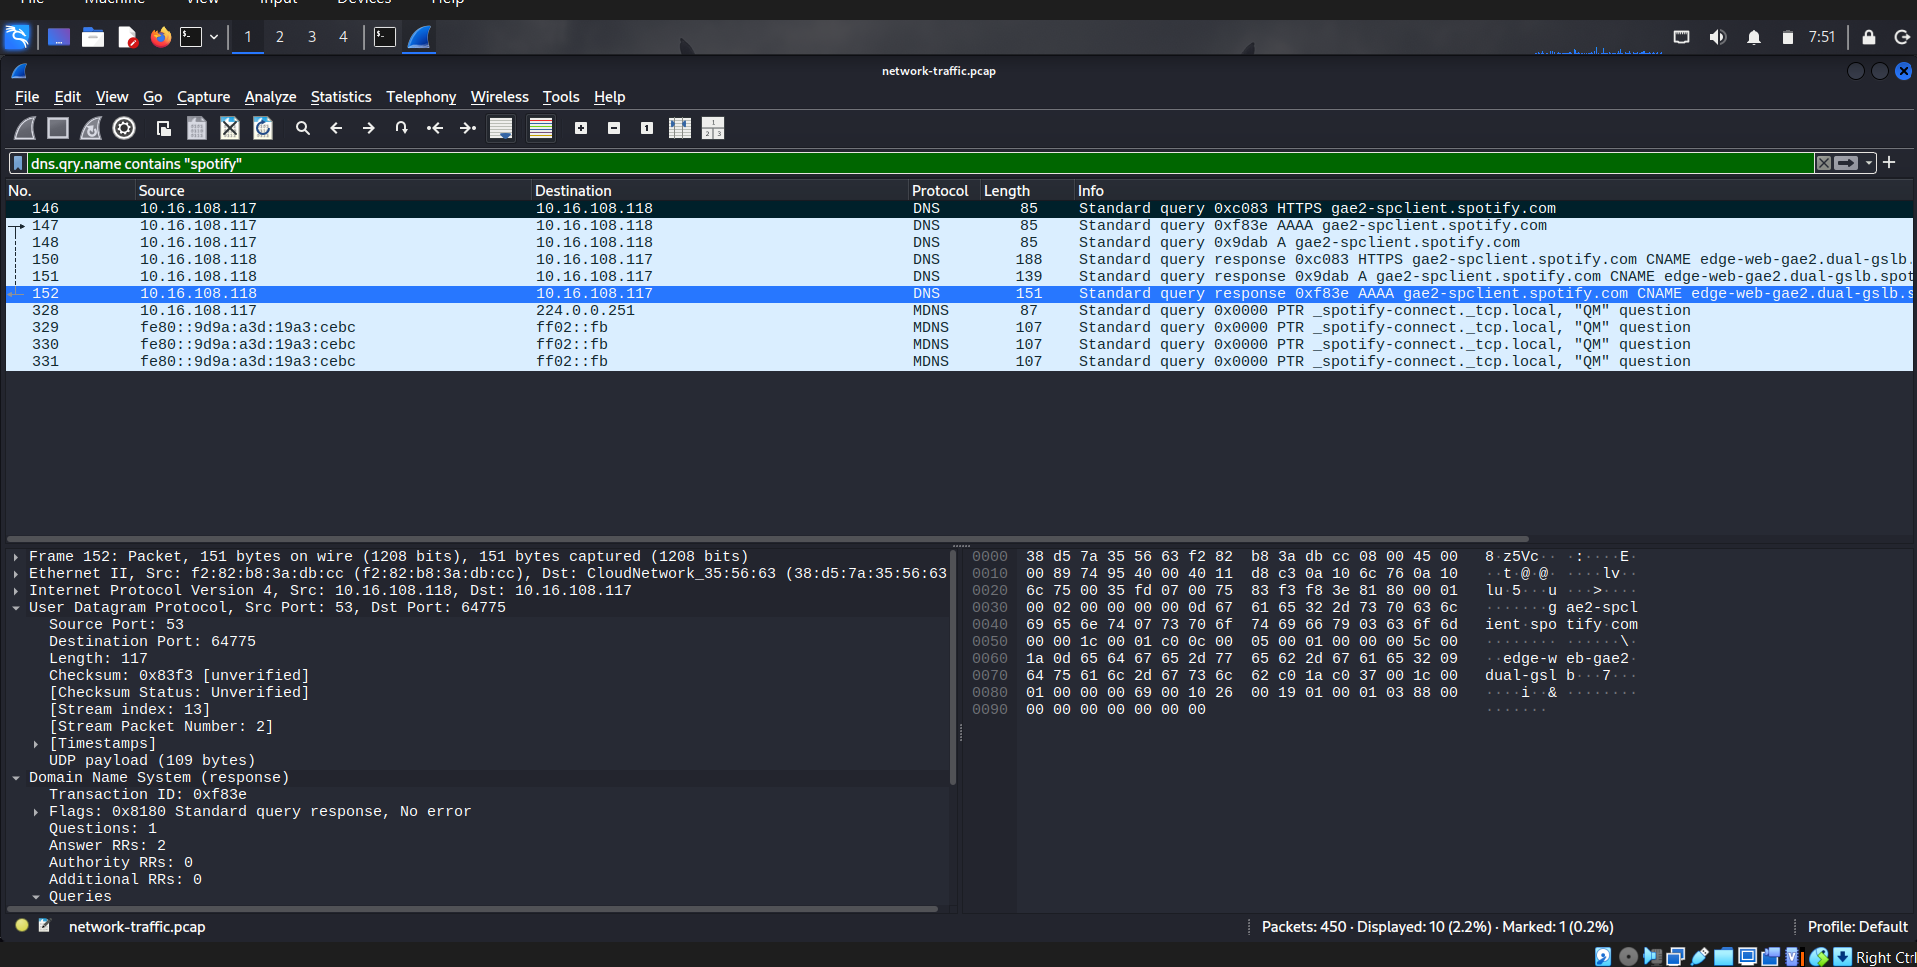 File Machine View Input Devices Help
1 2 3 4 7:51
network-traffic.pcap
File Edit View Go Capture Analyze Statistics Telephony Wireless Tools Help
dns.qry.name contains "spotify"
No. Source Destination Protocol Length Info
146 10.16.108.117 10.16.108.118 DNS 85 Standard query 0xc083 HTTPS gae2-spclient.spotify.com
147 10.16.108.117 10.16.108.118 DNS 85 Standard query 0xf83e AAAA gae2-spclient.spotify.com
148 10.16.108.117 10.16.108.118 DNS 85 Standard query 0x9dab A gae2-spclient.spotify.com
150 10.16.108.118 10.16.108.117 DNS 188 Standard query response 0xc083 HTTPS gae2-spclient.spotify.com CNAME edge-web-gae2.dual-gslb.
151 10.16.108.118 10.16.108.117 DNS 139 Standard query response 0x9dab A gae2-spclient.spotify.com CNAME edge-web-gae2.dual-gslb.spot
152 10.16.108.118 10.16.108.117 DNS 151 Standard query response 0xf83e AAAA gae2-spclient.spotify.com CNAME edge-web-gae2.dual-gslb.s
328 10.16.108.117 224.0.0.251 MDNS 87 Standard query 0x0000 PTR _spotify-connect._tcp.local, "QM" question
329 fe80::9d9a:a3d:19a3:cebc ff02::fb MDNS 107 Standard query 0x0000 PTR _spotify-connect._tcp.local, "QM" question
330 fe80::9d9a:a3d:19a3:cebc ff02::fb MDNS 107 Standard query 0x0000 PTR _spotify-connect._tcp.local, "QM" question
331 fe80::9d9a:a3d:19a3:cebc ff02::fb MDNS 107 Standard query 0x0000 PTR _spotify-connect._tcp.local, "QM" question
Frame 152: Packet, 151 bytes on wire (1208 bits), 151 bytes captured (1208 bits)
Ethernet II, Src: f2:82:b8:3a:db:cc (f2:82:b8:3a:db:cc), Dst: CloudNetwork_35:56:63 (38:d5:7a:35:56:63
Internet Protocol Version 4, Src: 10.16.108.118, Dst: 10.16.108.117
User Datagram Protocol, Src Port: 53, Dst Port: 64775
Source Port: 53
Destination Port: 64775
Length: 117
Checksum: 0x83f3 [unverified]
[Checksum Status: Unverified]
[Stream index: 13]
[Stream Packet Number: 2]
[Timestamps]
UDP payload (109 bytes)
Domain Name System (response)
Transaction ID: 0xf83e
Flags: 0x8180 Standard query response, No error
Questions: 1
Answer RRs: 2
Authority RRs: 0
Additional RRs: 0
Queries
0000 38 d5 7a 35 56 63 f2 82 b8 3a db cc 08 00 45 00 8·z5Vc·· ·:····E·
0010 00 89 74 95 40 00 40 11 d8 c3 0a 10 6c 76 0a 10 ··t·@·@· ····lv··
0020 6c 75 00 35 fd 07 00 75 83 f3 f8 3e 81 80 00 01 lu·5···u ···>····
0030 00 02 00 00 00 00 0d 67 61 65 32 2d 73 70 63 6c ·······g ae2-spcl
0040 69 65 6e 74 07 73 70 6f 74 69 66 79 03 63 6f 6d ient·spo tify·com
0050 00 00 1c 00 01 c0 0c 00 05 00 01 00 00 00 5c 00 ········ ······\·
0060 1a 0d 65 64 67 65 2d 77 65 62 2d 67 61 65 32 09 ··edge-w eb-gae2·
0070 64 75 61 6c 2d 67 73 6c 62 c0 1a c0 37 00 1c 00 dual-gsl b···7···
0080 01 00 00 00 69 00 10 26 00 19 01 00 01 03 88 00 ····i··& ········
0090 00 00 00 00 00 00 00 ·······
network-traffic.pcap Packets: 450 · Displayed: 10 (2.2%) · Marked: 1 (0.2%) Profile: Default
Right Ctrl